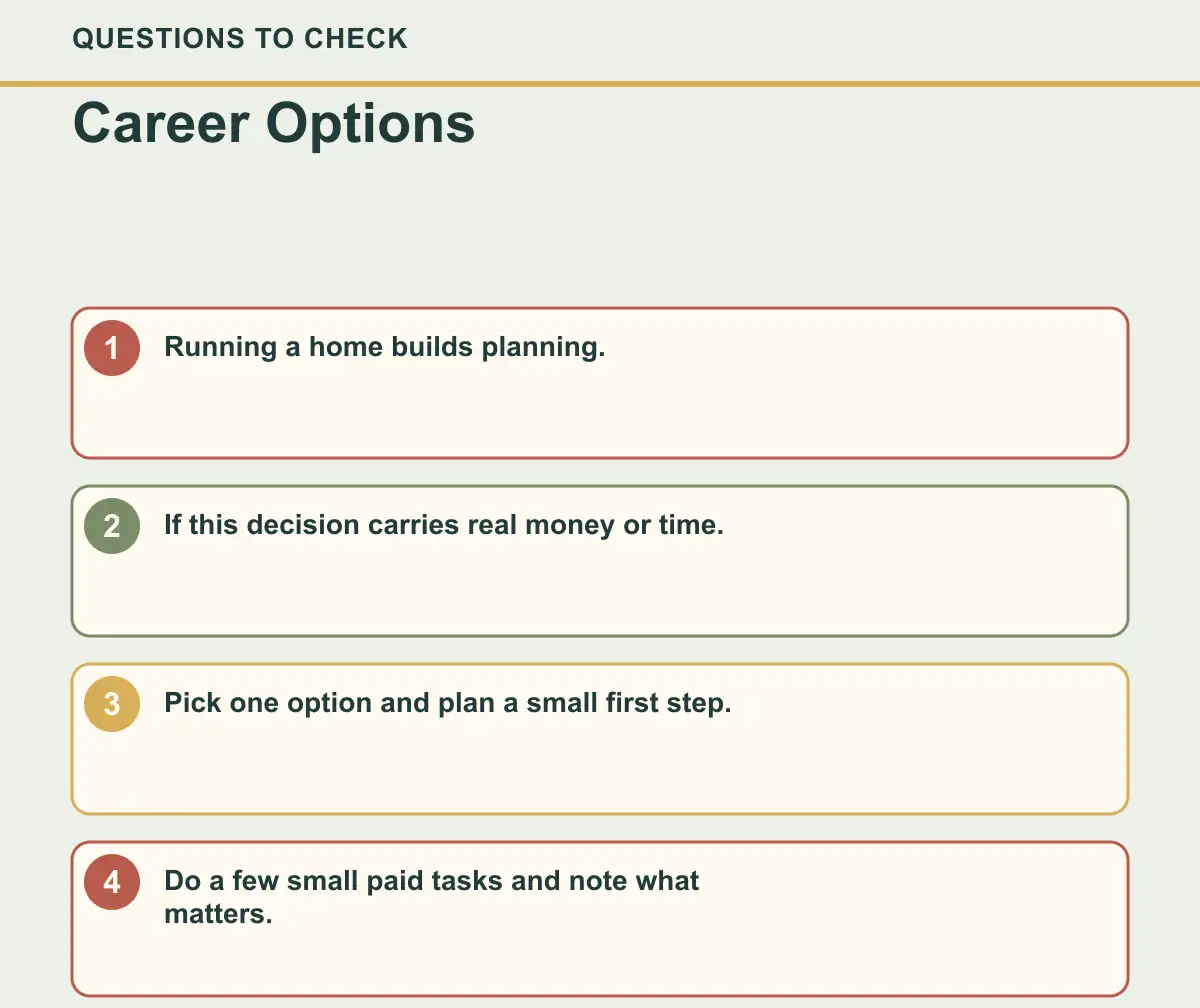 QUESTIONS TO CHECK
Career Options
1
Running a home builds planning.
2
If this decision carries real money or time.
3
Pick one option and plan a small first step.
4
Do a few small paid tasks and note what
matters.